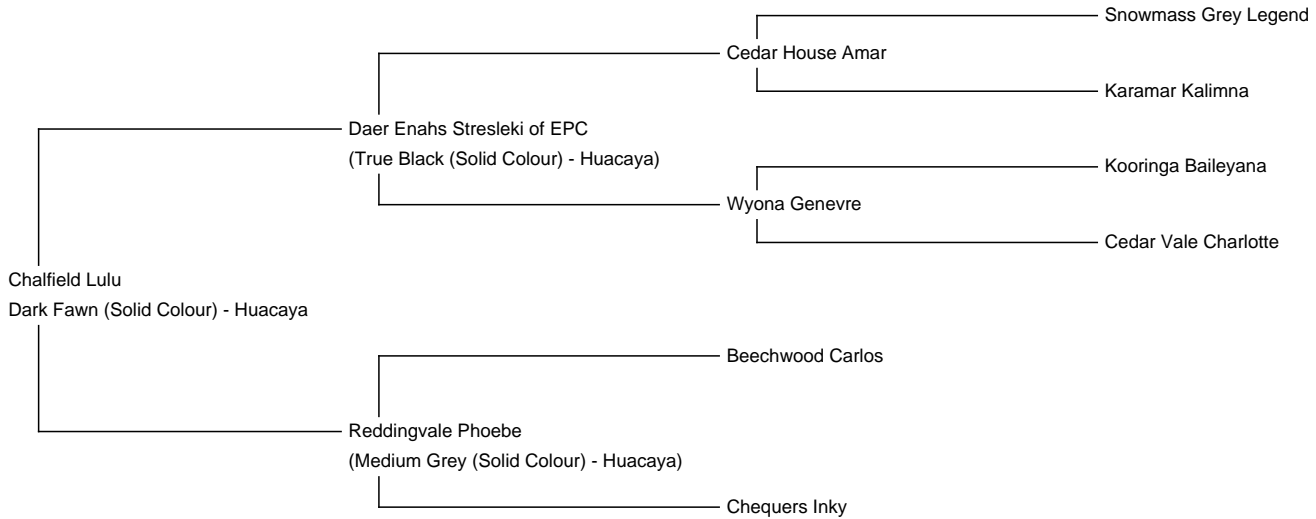 Snowmass Grey Legend
Cedar House Amar
Karamar Kalimna
Daer Enahs Stresleki of EPC
(True Black (Solid Colour) - Huacaya)
Kooringa Baileyana
Wyona Genevre
Cedar Vale Charlotte
Chalfield Lulu
Dark Fawn (Solid Colour) - Huacaya
Beechwood Carlos
Reddingvale Phoebe
(Medium Grey (Solid Colour) - Huacaya)
Chequers Inky